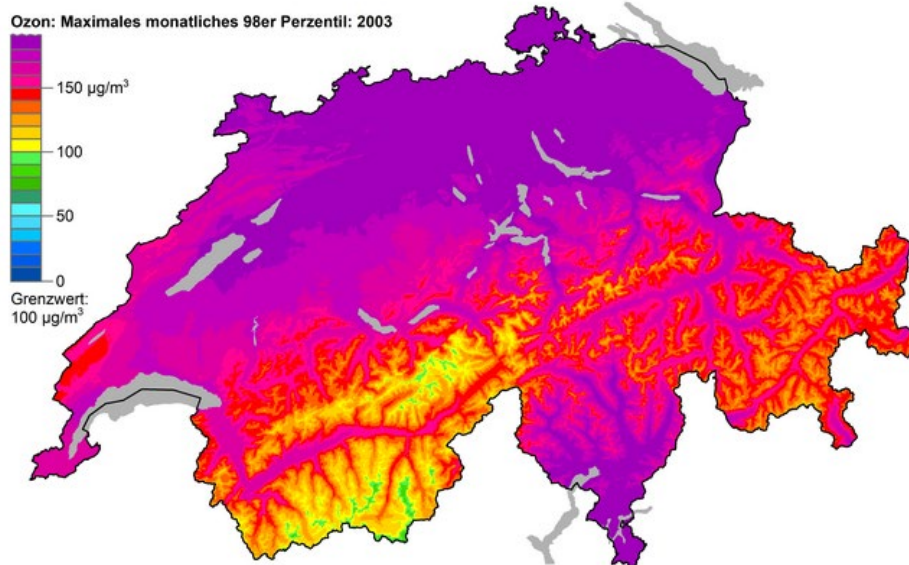 Ozon: Maximales monatliches 98er Perzentil: 2003
150 µg/m³
100
50
0
Grenzwert:
100 µg/m³